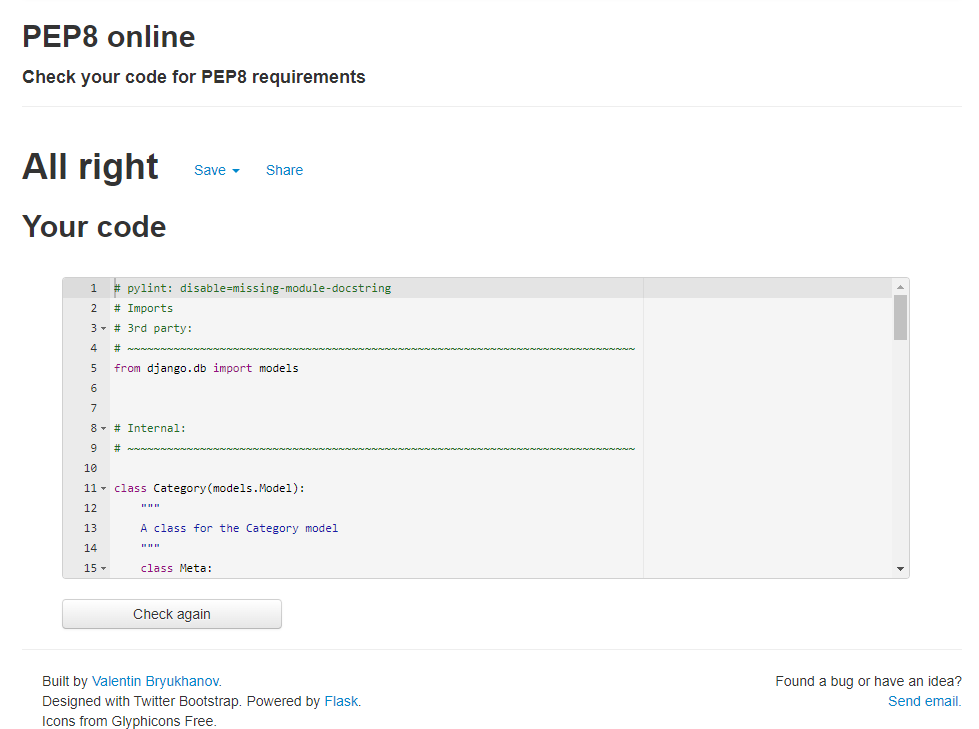 PEP8 online
Check your code for PEP8 requirements
All right Save Share
Your code
1 # pylint: disable=missing-module-docstring
2 # Imports
3 # 3rd party:
4 # ~~~~~~~~~~~~~~~~~~~~~~~~~~~~~~~~~~~~~~~~~~~~~~~~~~~~~~~~~~~~~~~~~~~~~~~~~~~~~
5 from django.db import models
6
7
8 # Internal:
9 # ~~~~~~~~~~~~~~~~~~~~~~~~~~~~~~~~~~~~~~~~~~~~~~~~~~~~~~~~~~~~~~~~~~~~~~~~~~~~~
10
11 class Category(models.Model):
12 """
13 A class for the Category model
14 """
15 class Meta:
Check again
Built by Valentin Bryukhanov.
Designed with Twitter Bootstrap. Powered by Flask.
Icons from Glyphicons Free.
Found a bug or have an idea?
Send email.